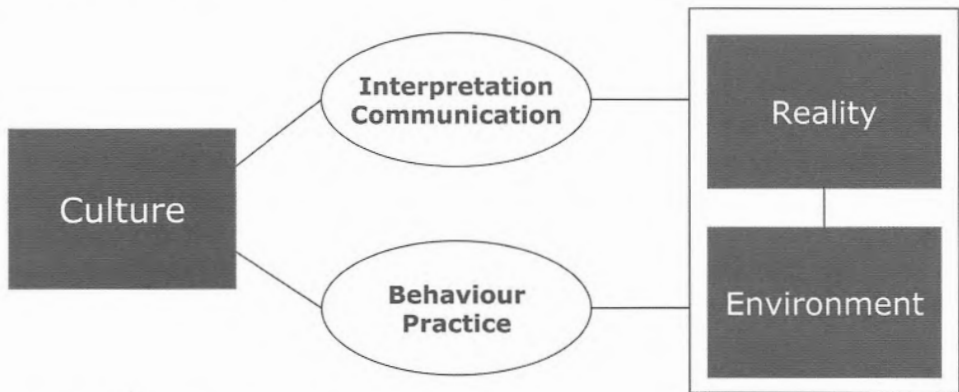 Culture
Interpretation
Communication
Behaviour
Practice
Reality
Environment